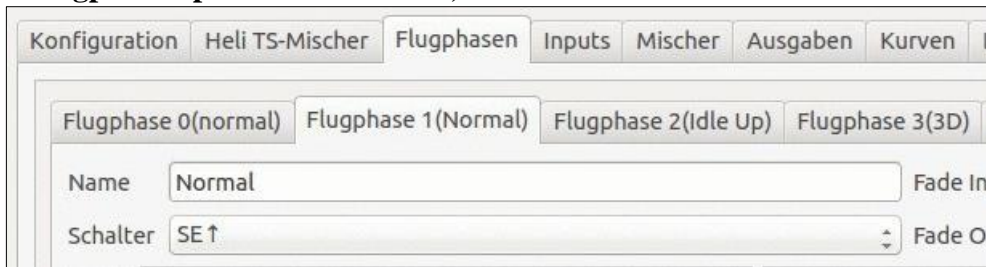 Konfiguration Heli TS-Mischer Flugphasen Inputs Mischer Ausgaben Kurven
Flugphase 0(normal) Flugphase 1(Normal) Flugphase 2(Idle Up) Flugphase 3(3D)
Name Normal Fade In
Schalter SE↑ Fade O